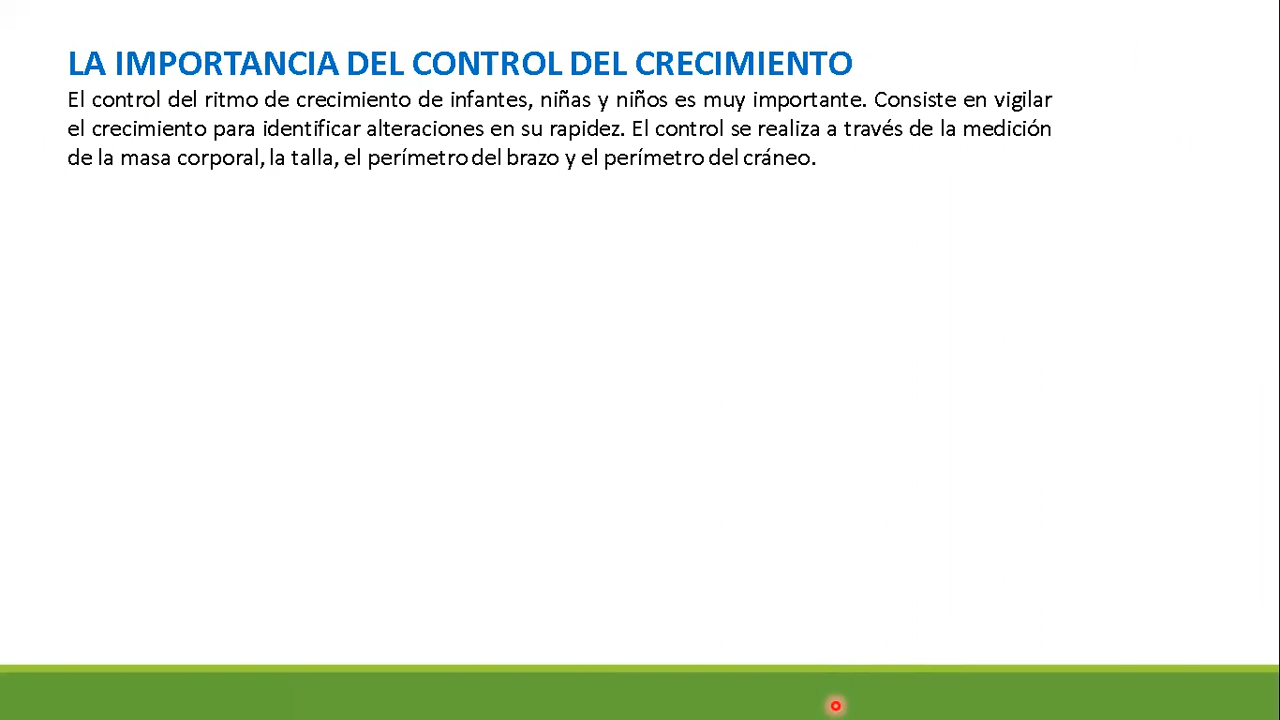 LA IMPORTANCIA DEL CONTROL DEL CRECIMIENTO
El control del ritmo de crecimiento de infantes, niñas y niños es muy importante. Consiste en vigilar
el crecimiento para identificar alteraciones en su rapidez. El control se realiza a través de la medición
de la masa corporal, la talla, el perímetro del brazo y el perímetro del cráneo.